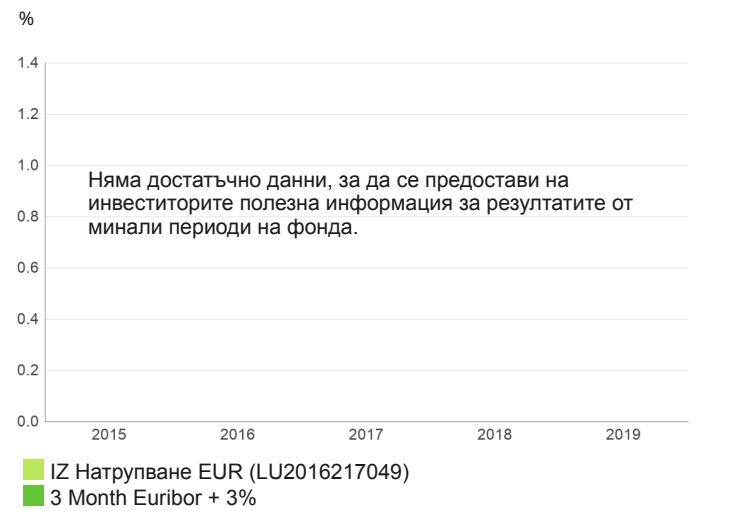 %
1.4
1.2
1.0
Няма достатъчно данни, за да се предостави на
инвеститорите полезна информация за резултатите от
минали периоди на фонда.
0.8
0.6
0.4
0.2
0.0
2015 2016 2017 2018 2019
IZ Натрупване EUR (LU2016217049)
3 Month Euribor + 3%